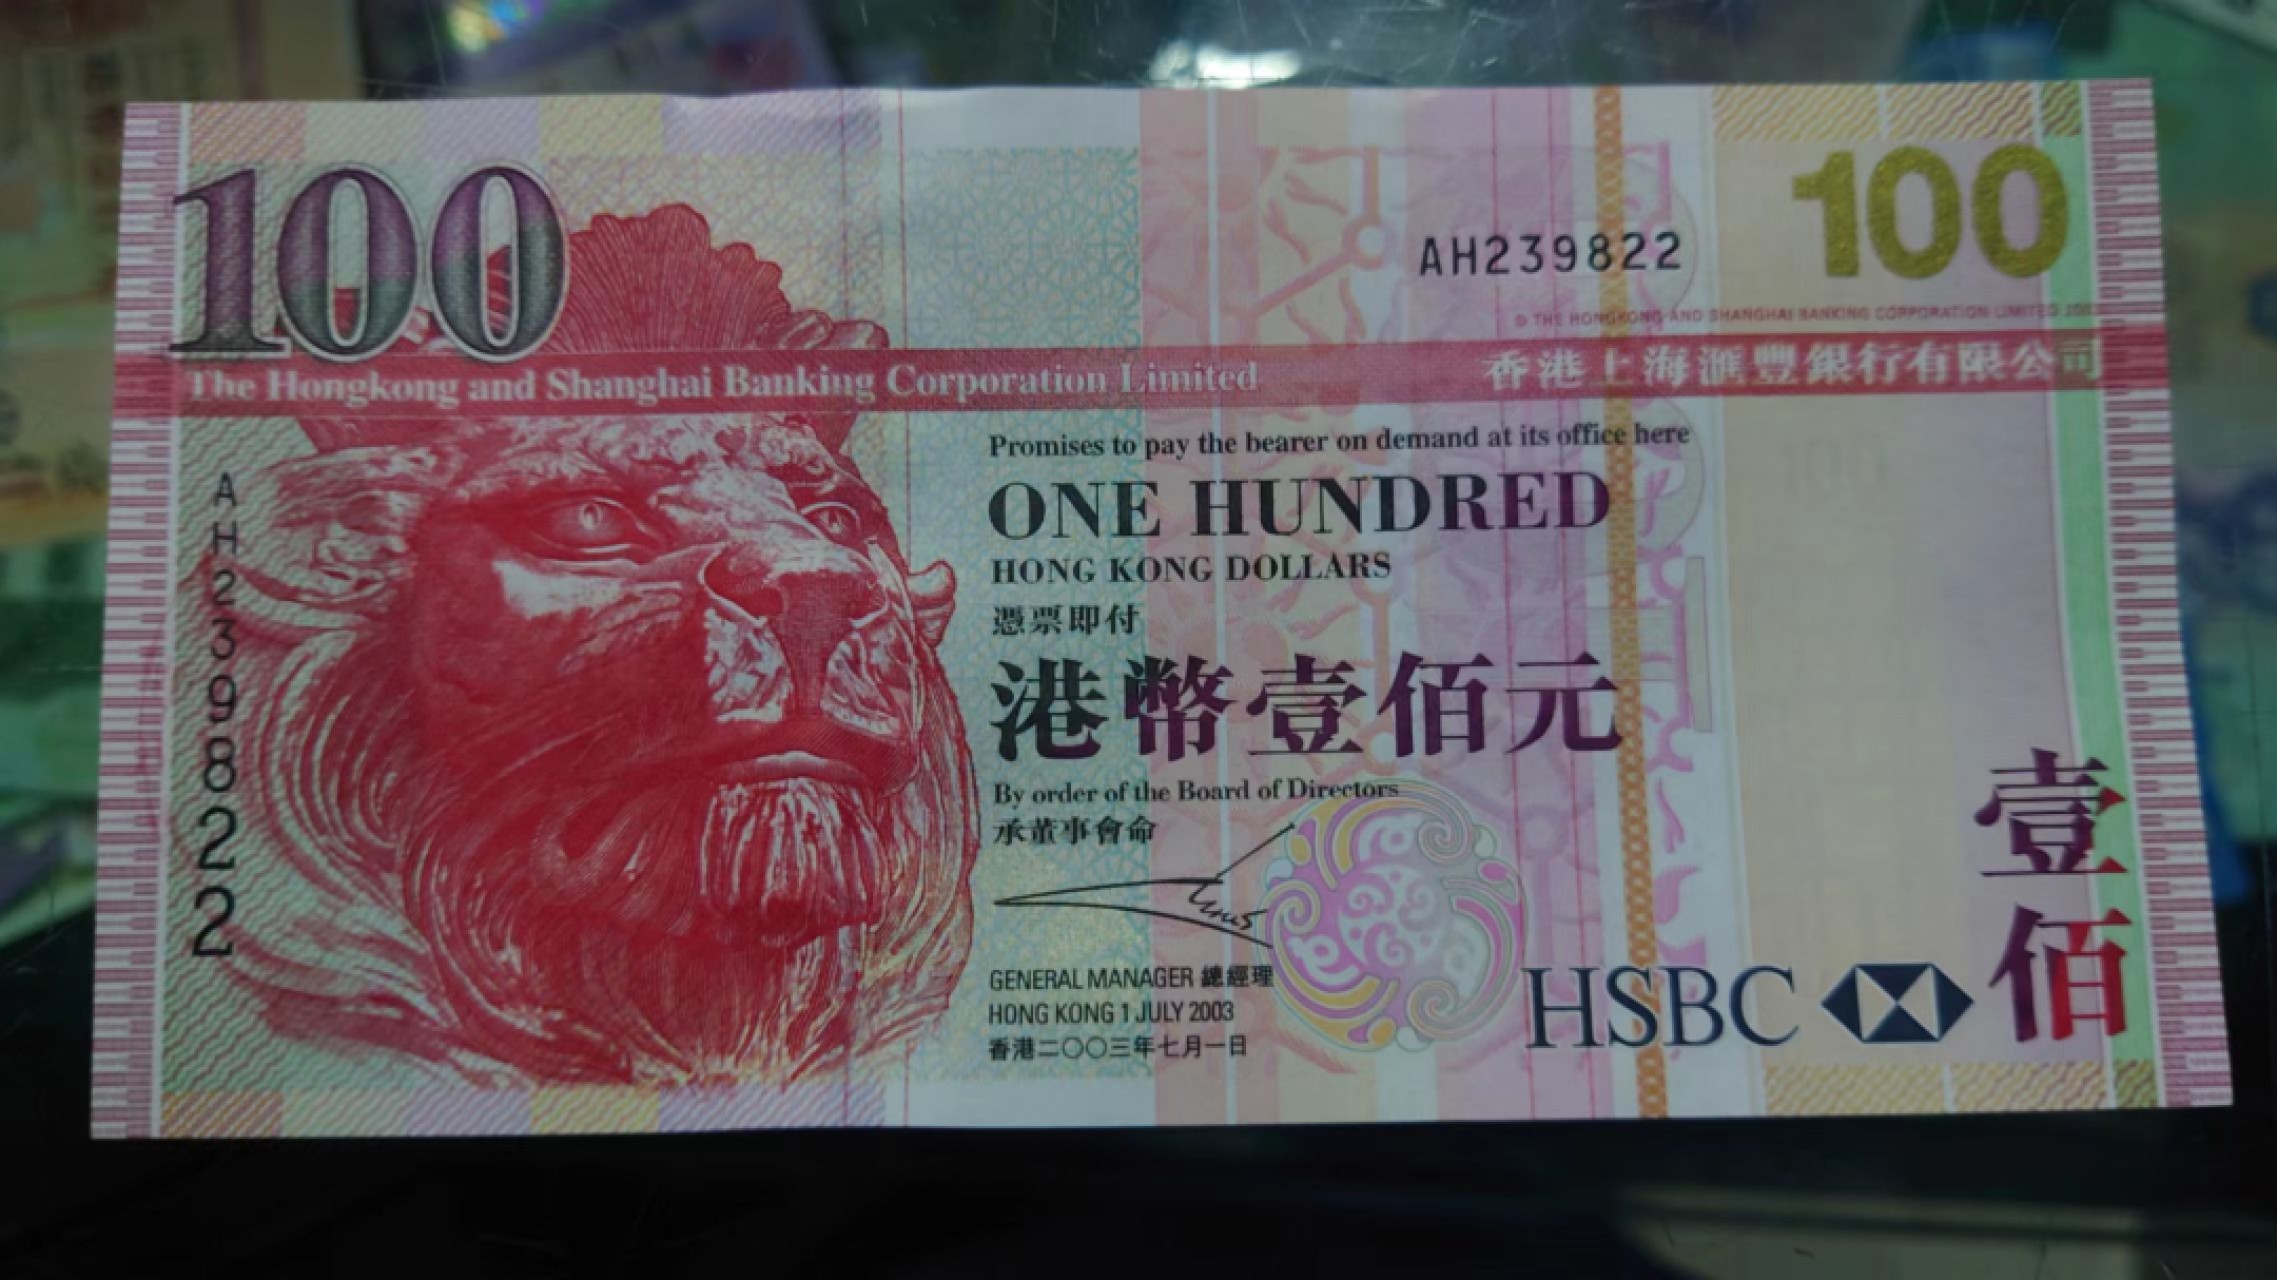 100
AH239822
100
© THE HONGKONG AND SHANGHAI BANKING CORPORATION LIMITED
The Hongkong and Shanghai Banking Corporation Limited
香港上海滙豐銀行有限公司
AH239822
Promises to pay the bearer on demand at its office here
ONE HUNDRED
HONG KONG DOLLARS
憑票即付
港幣壹佰元
By order of the Board of Directors
承董事會命
GENERAL MANAGER 總經理
HONG KONG 1 JULY 2003
香港二〇〇三年七月一日
HSBC
壹佰